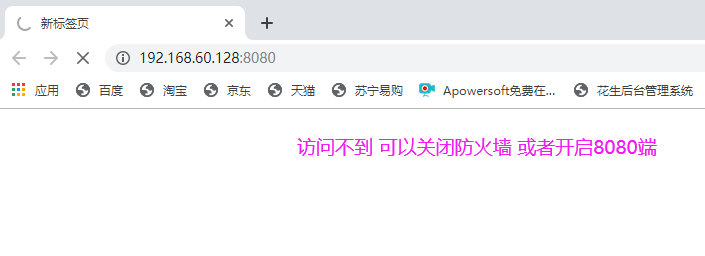 新标签页
192.168.60.128:8080
应用 百度 淘宝 京东 天猫 苏宁易购 Apowersoft免费在... 花生后台管理系统
访问不到 可以关闭防火墙 或者开启8080端